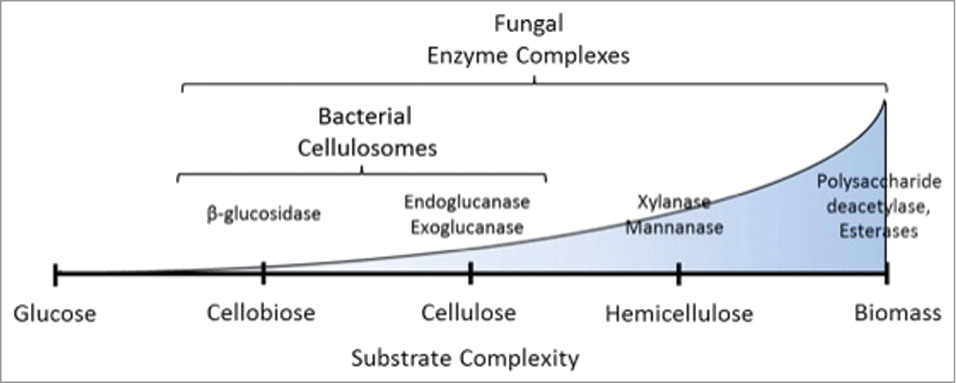 Fungal
Enzyme Complexes
Bacterial
Cellulosomes
β-glucosidase
Endoglucanase
Exoglucanase
Xylanase
Mannanase
Polysaccharide
deacetylase,
Esterases
Glucose
Cellobiose
Cellulose
Hemicellulose
Biomass
Substrate Complexity